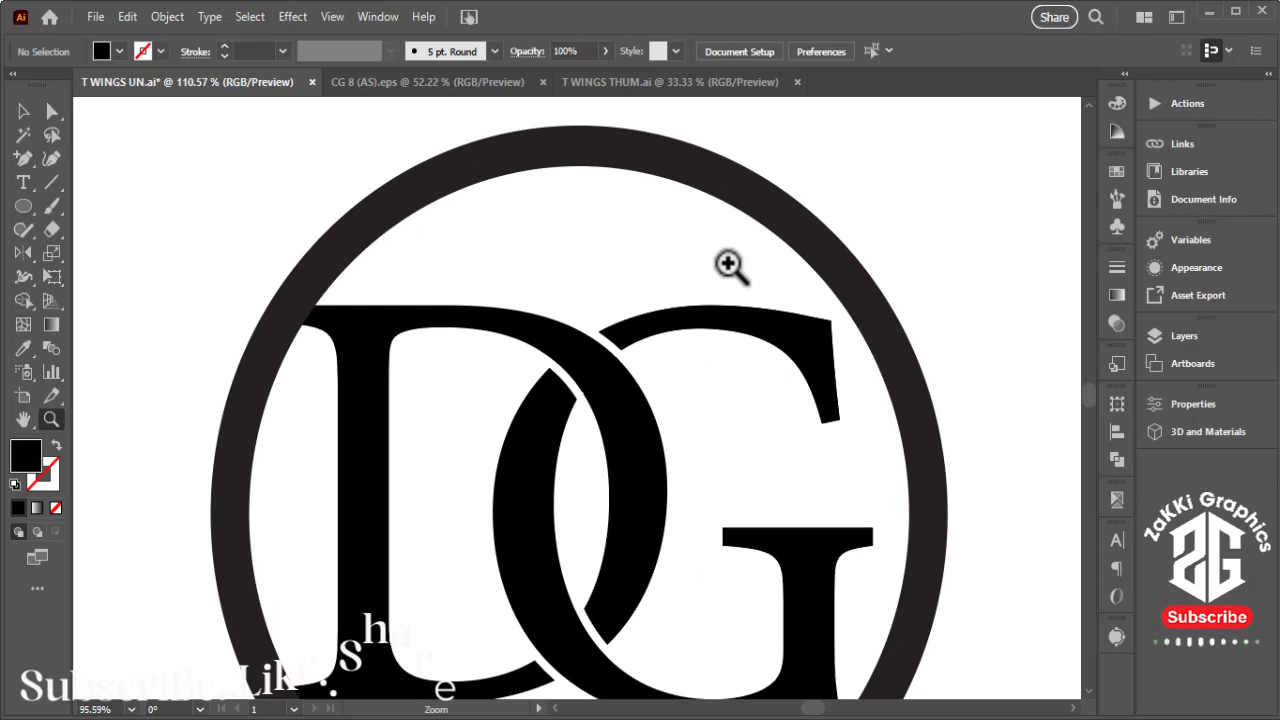 Ai File Edit Object Type Select Effect View Window Help Share
No Selection Stroke: 5 pt. Round Opacity: 100% Style: Document Setup Preferences
T WINGS UN.ai* @ 110.57 % (RGB/Preview) × CG 8 (AS).eps @ 52.22 % (RGB/Preview) × T WINGS THUM.ai @ 33.33 % (RGB/Preview) ×
Actions
Links
Libraries
Document Info
Variables
Appearance
Asset Export
Layers
Artboards
Properties
3D and Materials
DG
ZaKKi Graphics
ZG
Subscribe
SubscriBe..Like..Share
95.59% 0° 1 Zoom